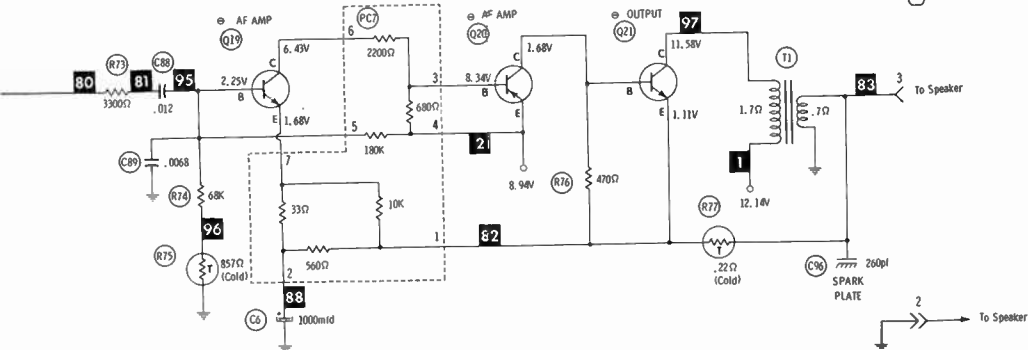 ⊖ AF AMP
Q19
PC7
⊖ AF AMP
Q20
⊖ OUTPUT
Q21
97
11.58V
6.43V
6
2200Ω
1.68V
C
C
C
T1
80
R73
3300Ω
81
C88
.012
95
2.25V
B
8.34V
3
B
B
1.7Ω
.7Ω
83
3
To Speaker
680Ω
E
1.68V
E
E
1.11V
5
180K
4
21
1
12.14V
C89
.0068
7
8.94V
R76
470Ω
R74
68K
33Ω
10K
96
R77
R75
857Ω
(Cold)
T
560Ω
1
82
T
.22Ω
(Cold)
C96
260pf
SPARK
PLATE
2
88
C6
+
1000mfd
2
To Speaker